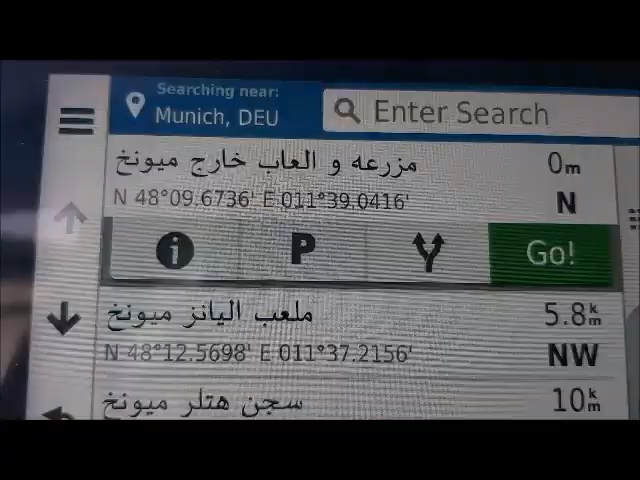 Searching near:
Munich, DEU
Enter Search
مزرعه و العاب خارج ميونخ
0m
N 48°09.6736' E 011°39.0416'
N
P
Go!
ملعب اليانز ميونخ
5.8km
N 48°12.5698' E 011°37.2156'
NW
سجن هتلر ميونخ
10km